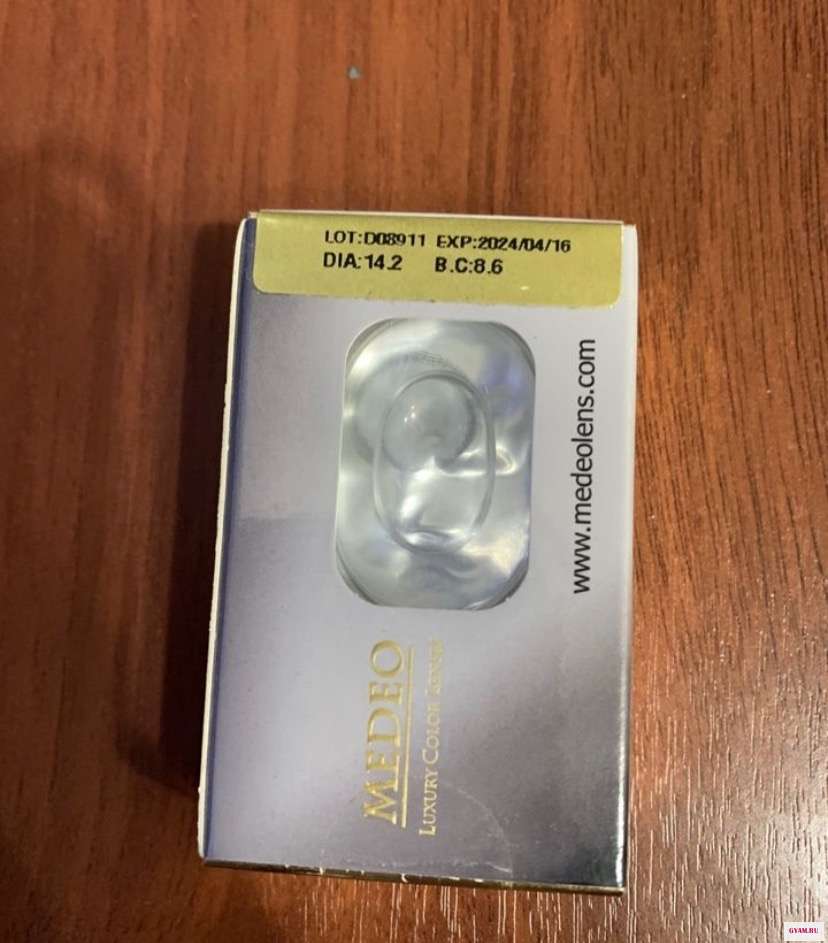 LOT:D08911 EXP:2024/04/16
DIA:14.2 B.C:8.6
www.medeolens.com
MEDEO
LUXURY COLOR LENSES
GYAM.RU